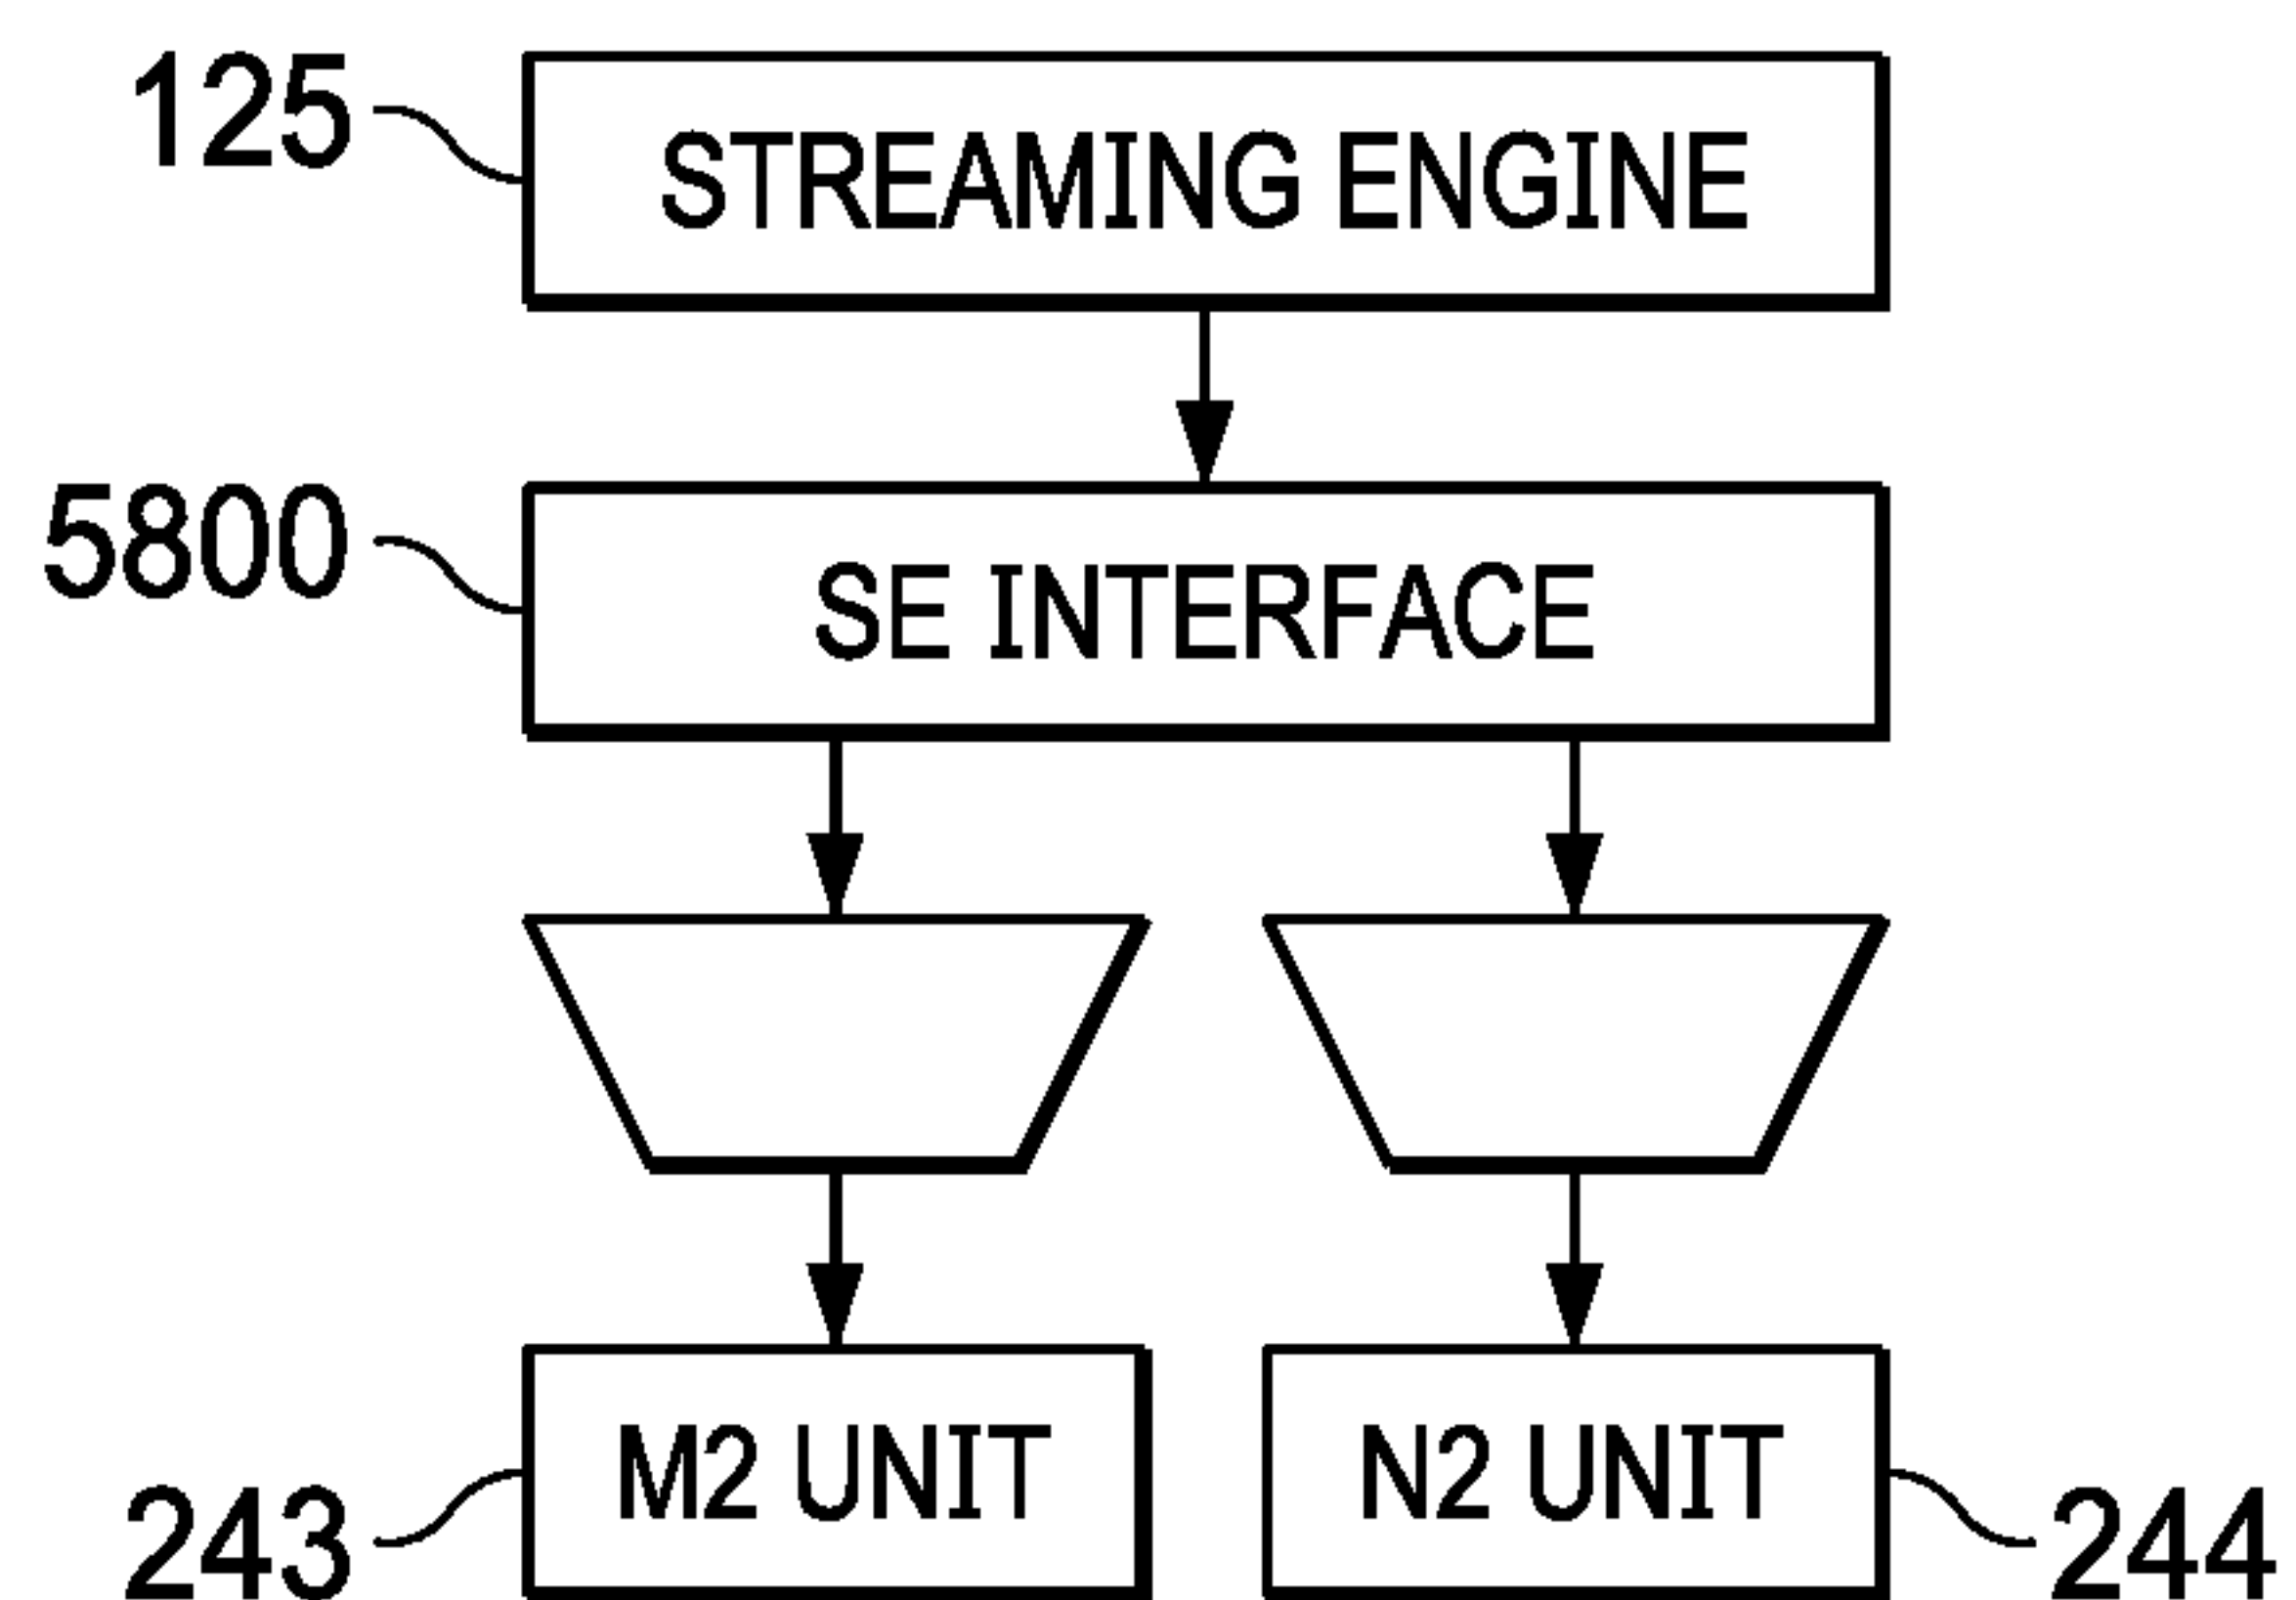 125
STREAMING ENGINE
5800
SE INTERFACE
M2 UNIT
N2 UNIT
243
244